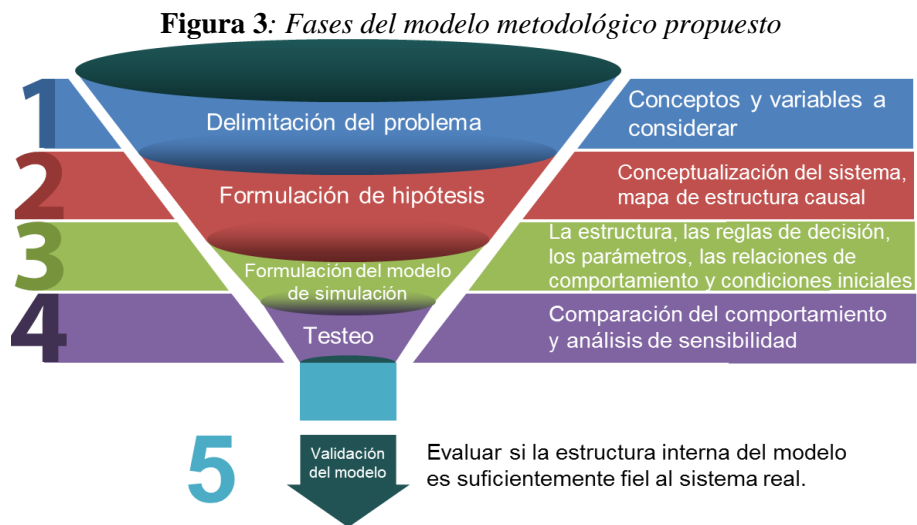 Figura 3: Fases del modelo metodológico propuesto
1
Delimitación del problema
Conceptos y variables a
considerar
2
Formulación de hipótesis
Conceptualización del sistema,
mapa de estructura causal
3
Formulación del modelo
de simulación
La estructura, las reglas de decisión,
los parámetros, las relaciones de
comportamiento y condiciones iniciales
4
Testeo
Comparación del comportamiento
y análisis de sensibilidad
5
Validación
del modelo
Evaluar si la estructura interna del modelo
es suficientemente fiel al sistema real.